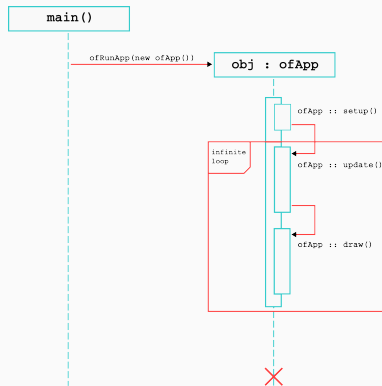 main()
ofRunApp(new ofApp())
obj : ofApp
ofApp :: setup()
infinite
loop
ofApp :: update()
ofApp :: draw()